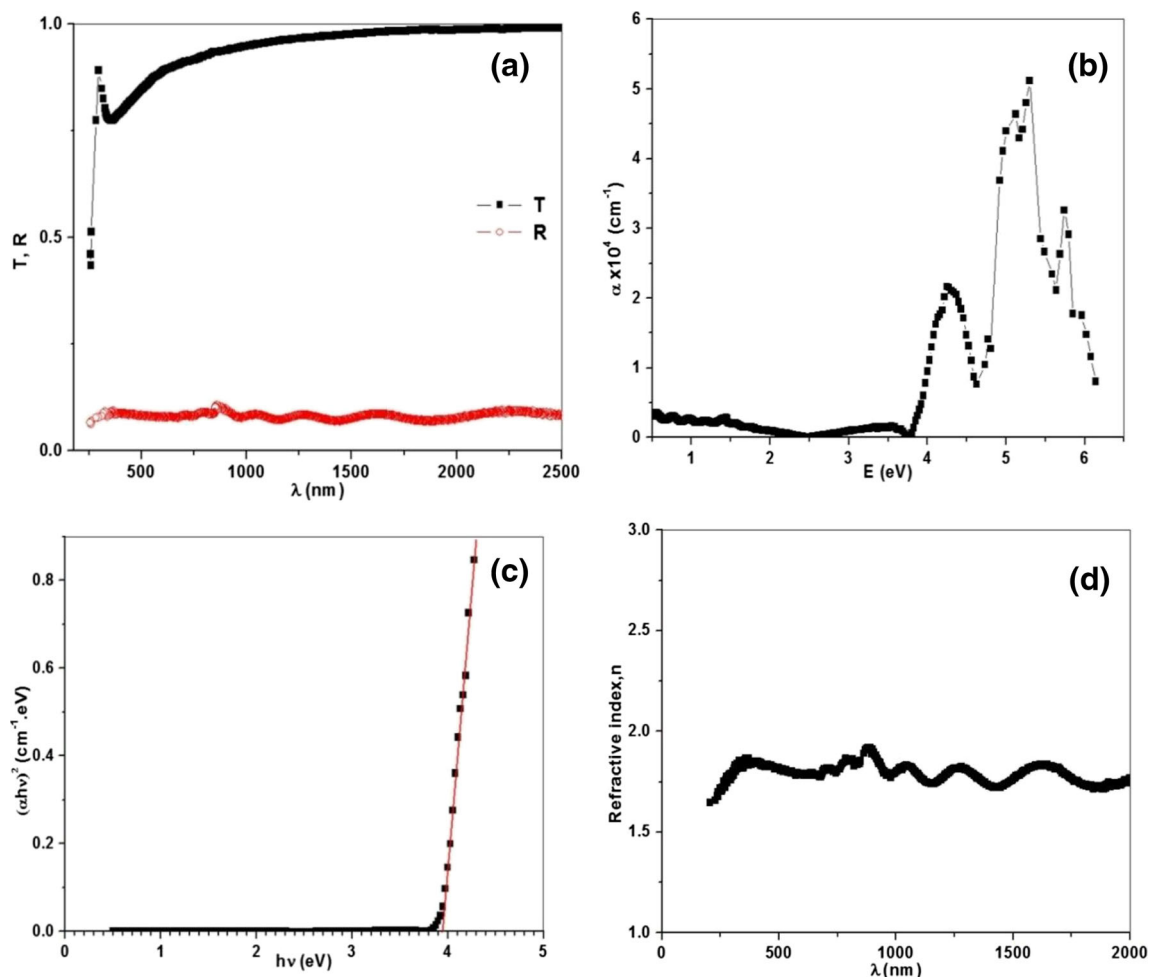 (a)
T, R
1.0
0.5
0.0
T
R
500 1000 1500 2000 2500
λ (nm)
(b)
α x10⁴ (cm⁻¹)
6
5
4
3
2
1
0
1 2 3 4 5 6
E (eV)
(c)
(αhν)² (cm⁻¹.eV)
0.8
0.6
0.4
0.2
0.0
0 1 2 3 4 5
hν (eV)
(d)
Refractive index,n
3.0
2.5
2.0
1.5
1.0
0 500 1000 1500 2000
λ(nm)